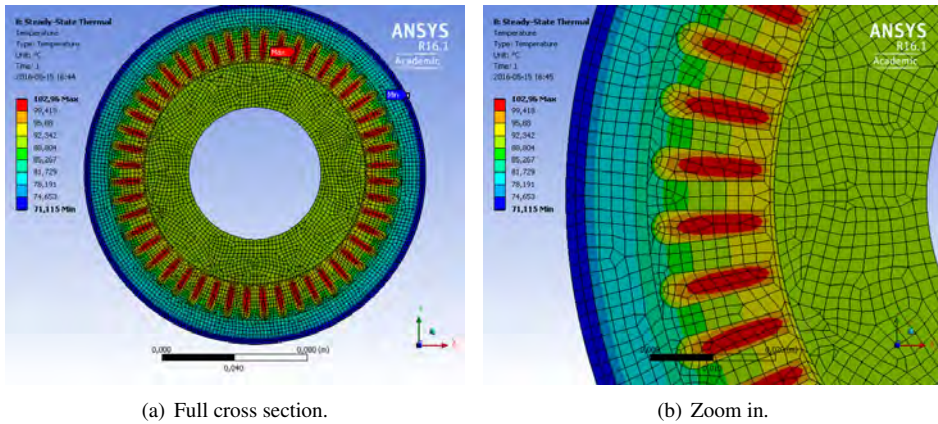 B: Steady-State Thermal
Temperature
Type: Temperature
Unit: °C
Time: 1
2016-05-15 16:44
102,96 Max
99,418
95,88
92,342
88,804
85,267
81,729
78,191
74,653
71,115 Min
ANSYS
R16.1
Academic
Max
Min
0,000
0,080 (m)
0,040
(a) Full cross section.
B: Steady-State Thermal
Temperature
Type: Temperature
Unit: °C
Time: 1
2016-05-15 16:45
102,96 Max
99,418
95,88
92,342
88,804
85,267
81,729
78,191
74,653
71,115 Min
ANSYS
R16.1
Academic
0,000
(b) Zoom in.